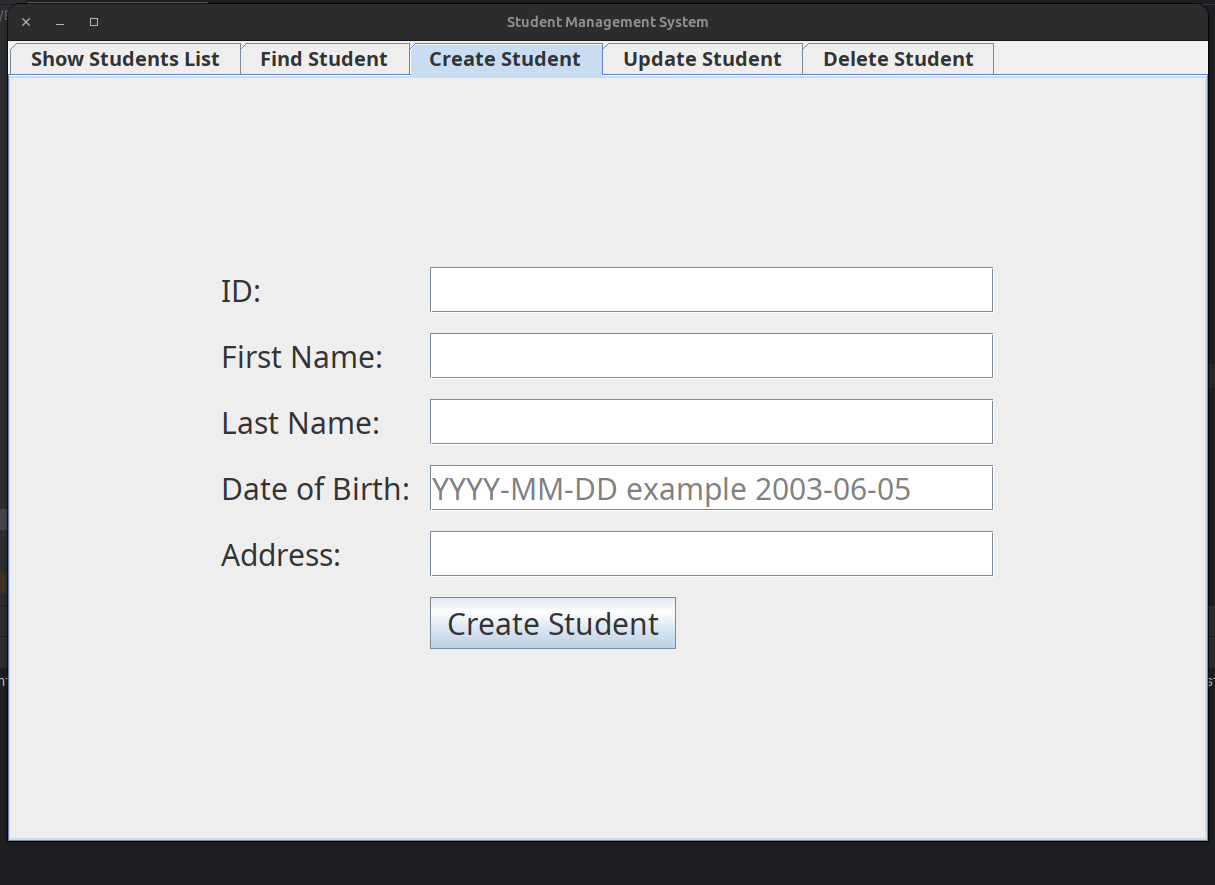 Student Management System
Show Students List Find Student Create Student Update Student Delete Student
ID:
First Name:
Last Name:
Date of Birth: YYYY-MM-DD example 2003-06-05
Address:
Create Student